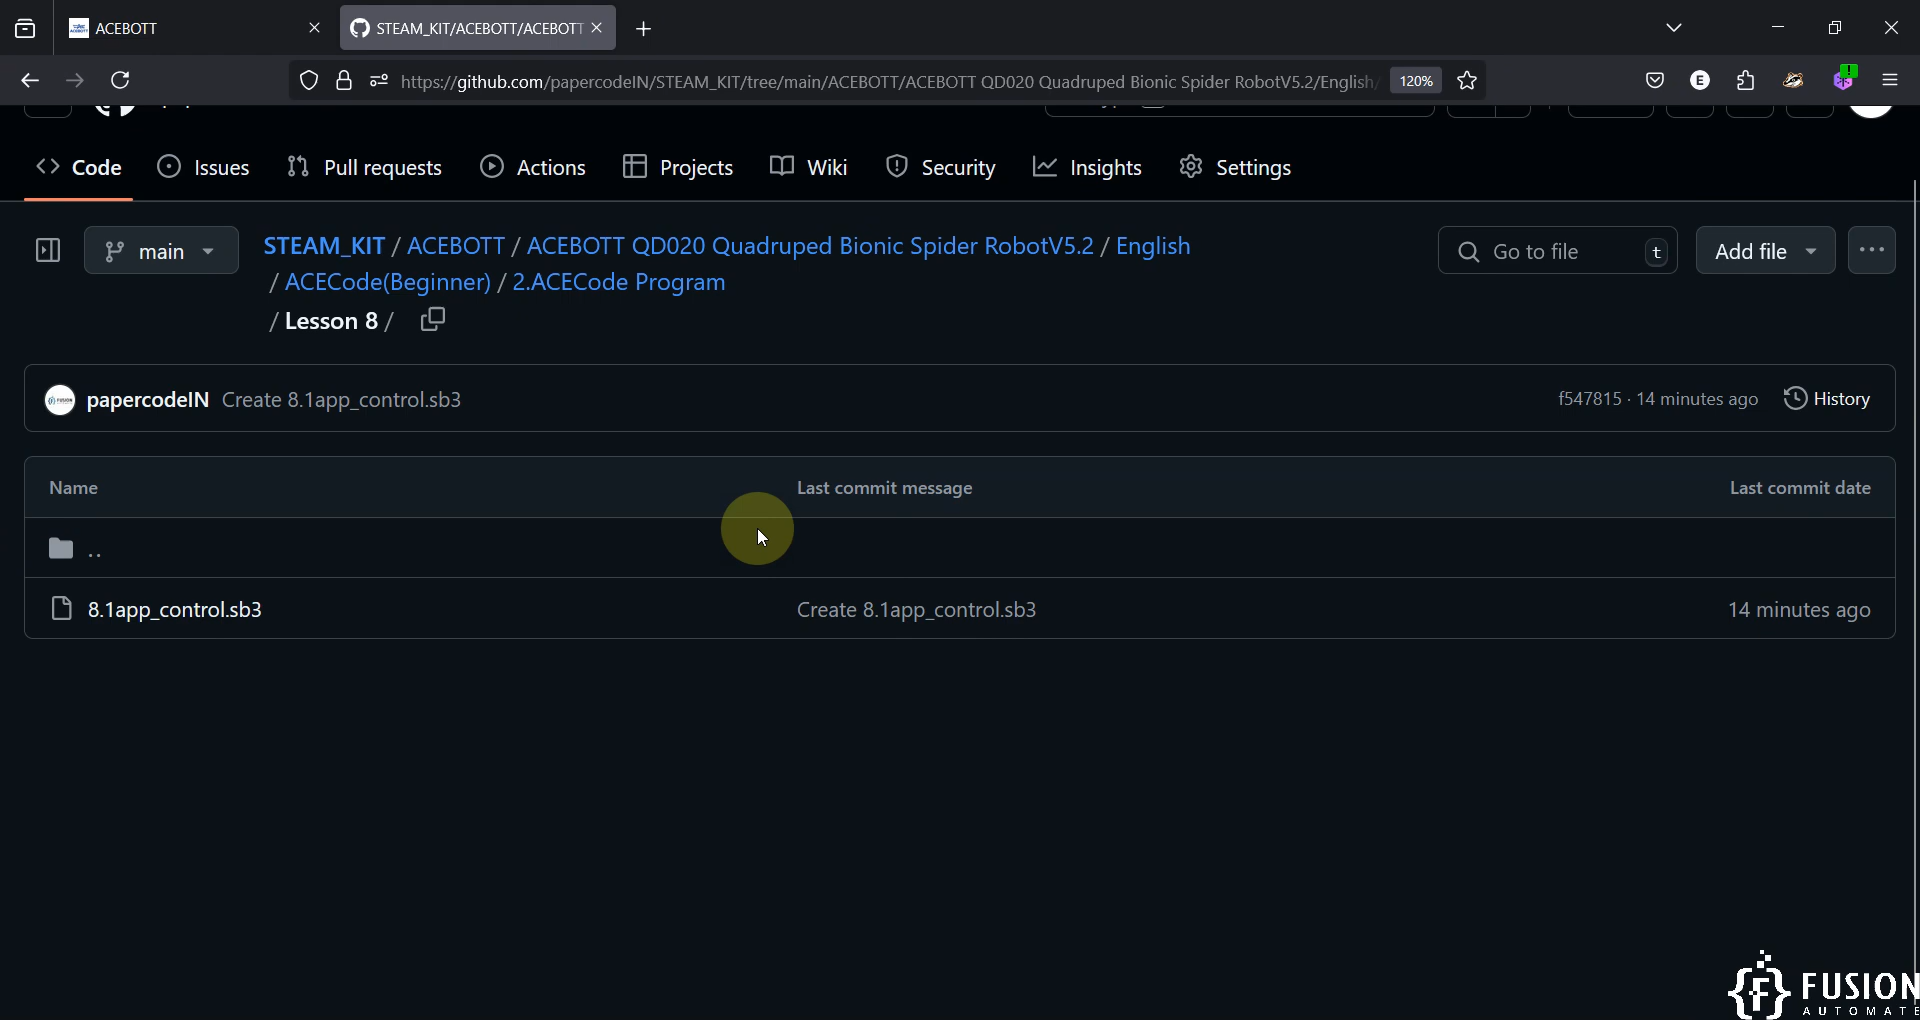 ACEBOTT
STEAM_KIT/ACEBOTT/ACEBOTT
https://github.com/papercodeIN/STEAM_KIT/tree/main/ACEBOTT/ACEBOTT QD020 Quadruped Bionic Spider RobotV5.2/English/
120%
E
Code
Issues
Pull requests
Actions
Projects
Wiki
Security
Insights
Settings
main
STEAM_KIT / ACEBOTT / ACEBOTT QD020 Quadruped Bionic Spider RobotV5.2 / English
/ ACECode(Beginner) / 2.ACECode Program
/ Lesson 8 /
Go to file
t
Add file
papercodeIN Create 8.1app_control.sb3
f547815 · 14 minutes ago
History
Name
Last commit message
Last commit date
..
8.1app_control.sb3
Create 8.1app_control.sb3
14 minutes ago
FUSION
AUTOMATE